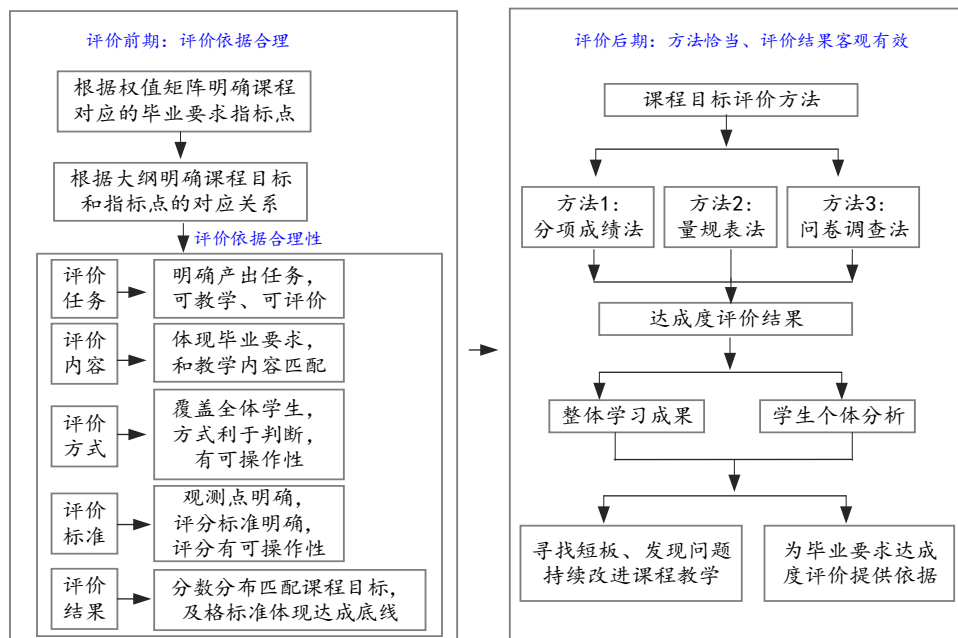 评价前期：评价依据合理
根据权值矩阵明确课程
对应的毕业要求指标点
根据大纲明确课程目标
和指标点的对应关系
评价依据合理性
评价
任务
明确产出任务，
可教学、可评价
评价
内容
体现毕业要求，
和教学内容匹配
评价
方式
覆盖全体学生，
方式利于判断，
有可操作性
评价
标准
观测点明确，
评分标准明确，
评分有可操作性
评价
结果
分数分布匹配课程目标，
及格标准体现达成底线
评价后期：方法恰当、评价结果客观有效
课程目标评价方法
方法1：
分项成绩法
方法2：
量规表法
方法3：
问卷调查法
达成度评价结果
整体学习成果
学生个体分析
寻找短板、发现问题
持续改进课程教学
为毕业要求达成
度评价提供依据